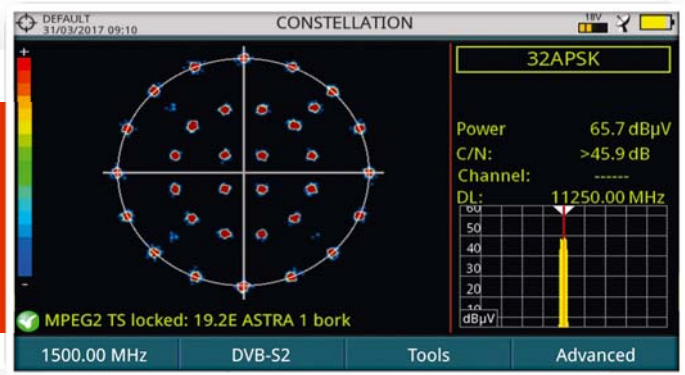 DEFAULT
31/03/2017 09:10
CONSTELLATION
18V
+
32APSK
Power 65.7 dBµV
C/N: >45.9 dB
Channel: ------
DL: 11250.00 MHz
60
50
40
30
20
10
dBµV
-
MPEG2 TS locked: 19.2E ASTRA 1 bork
1500.00 MHz DVB-S2 Tools Advanced